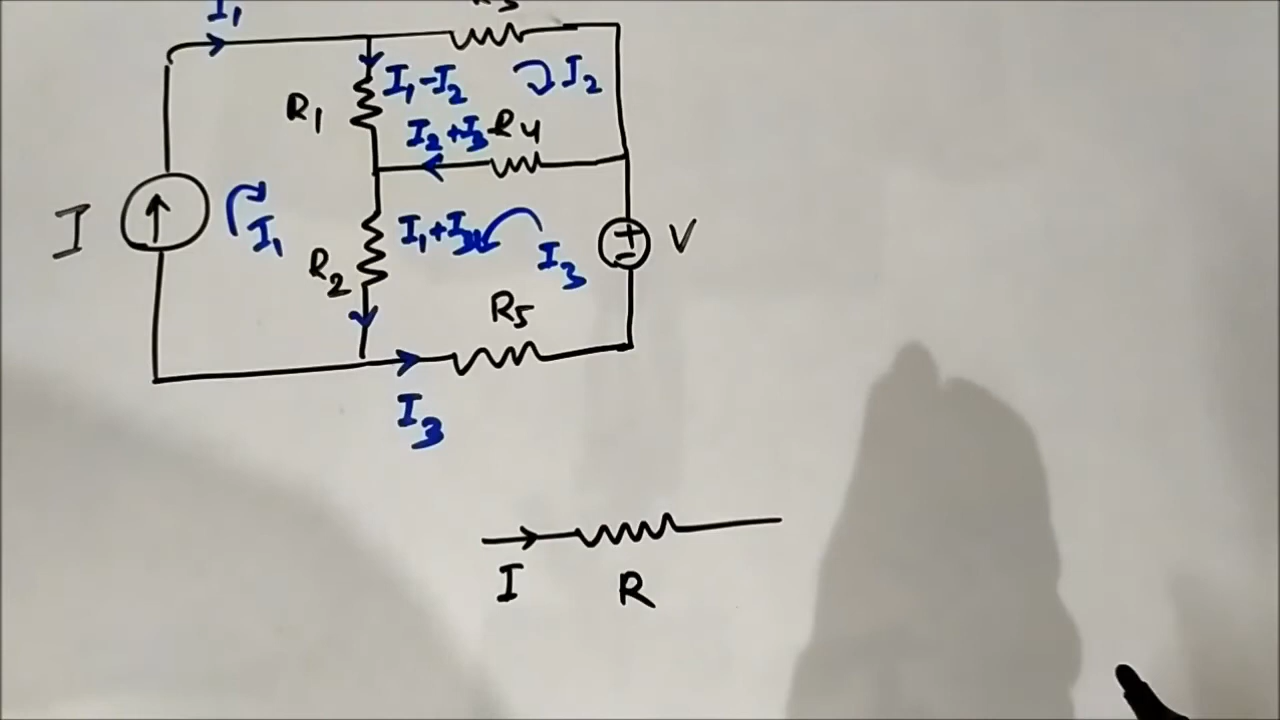 I1
R1
I1-I2
I2
I2+I3
R4
I
I1
I1+I3
I3
+
-
V
R2
R5
I3
I
R